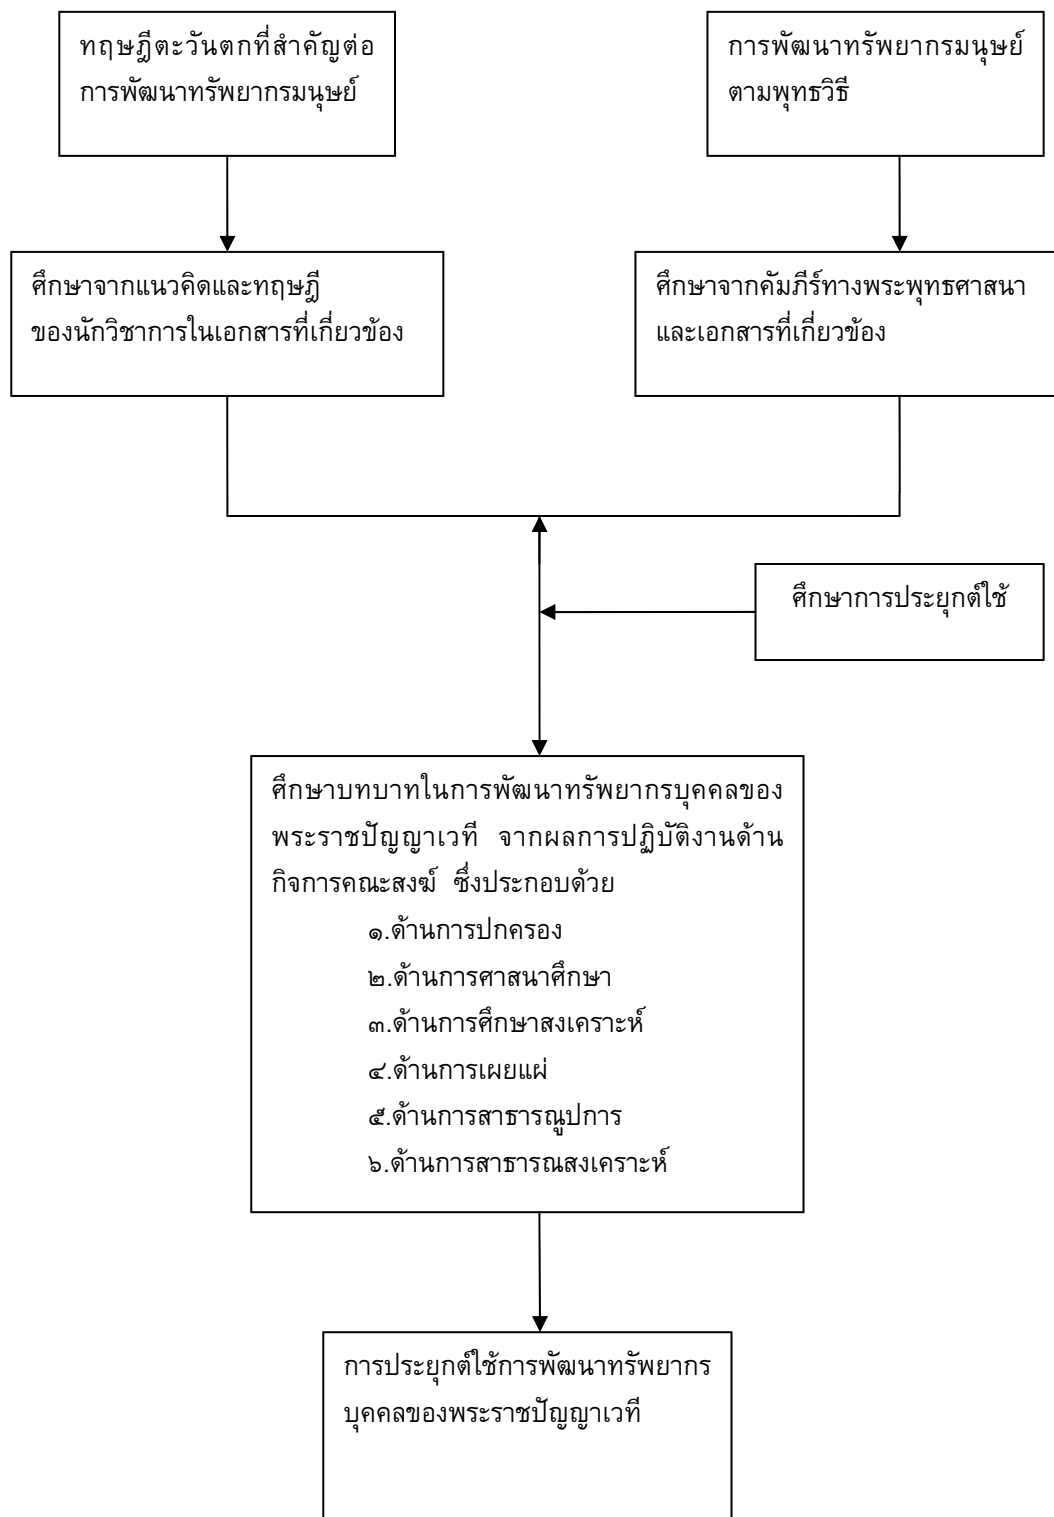 ทฤษฎีตะวันตกที่สำคัญต่อ
การพัฒนาทรัพยากรมนุษย์
การพัฒนาทรัพยากรมนุษย์
ตามพุทธวิธี
ศึกษาจากแนวคิดและทฤษฎี
ของนักวิชาการในเอกสารที่เกี่ยวข้อง
ศึกษาจากคัมภีร์ทางพระพุทธศาสนา
และเอกสารที่เกี่ยวข้อง
ศึกษาการประยุกต์ใช้
ศึกษาบทบาทในการพัฒนาทรัพยากรบุคคลของ
พระราชปัญญาเวที จากผลการปฏิบัติงานด้าน
กิจการคณะสงฆ์ ซึ่งประกอบด้วย
๑.ด้านการปกครอง
๒.ด้านการศาสนาศึกษา
๓.ด้านการศึกษาสงเคราะห์
๔.ด้านการเผยแผ่
๕.ด้านการสาธารณูปการ
๖.ด้านการสาธารณสงเคราะห์
การประยุกต์ใช้การพัฒนาทรัพยากร
บุคคลของพระราชปัญญาเวที